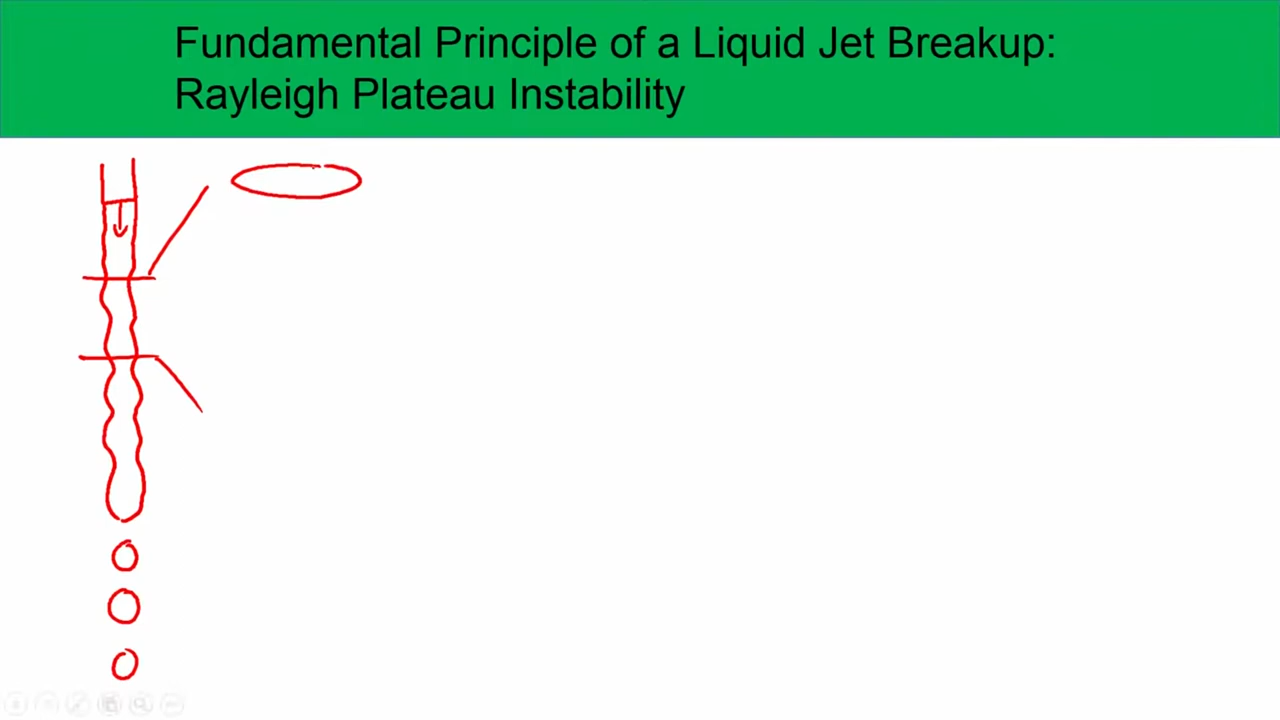 Fundamental Principle of a Liquid Jet Breakup:
Rayleigh Plateau Instability